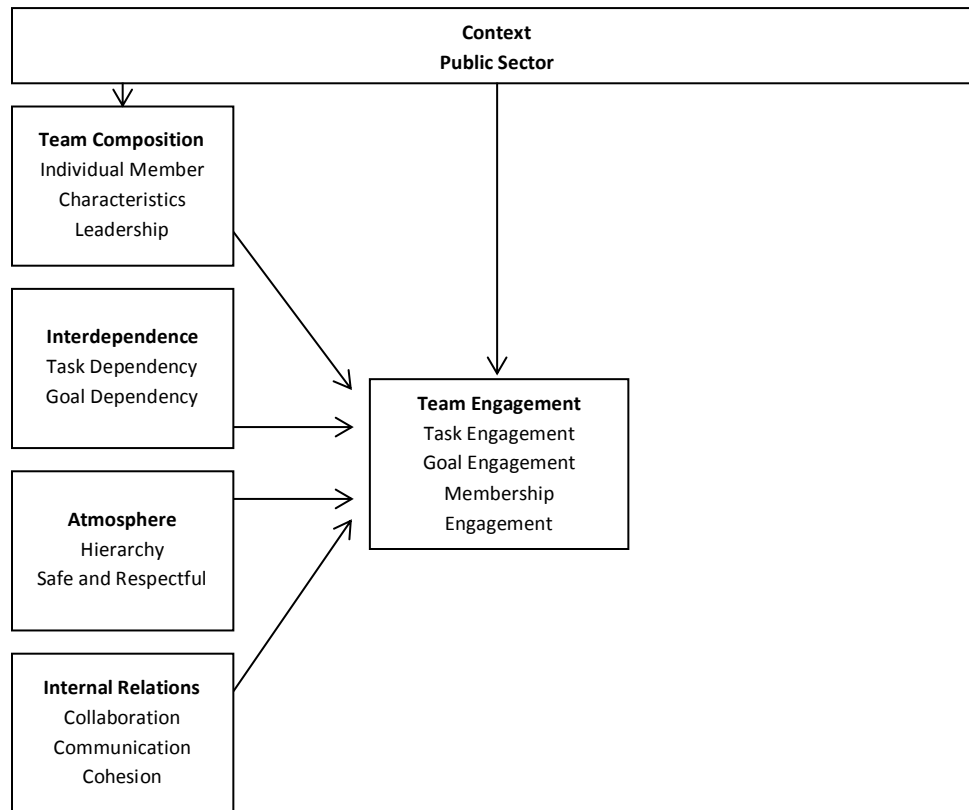 Context
Public Sector
Team Composition
Individual Member
Characteristics
Leadership
Interdependence
Task Dependency
Goal Dependency
Team Engagement
Task Engagement
Goal Engagement
Membership
Engagement
Atmosphere
Hierarchy
Safe and Respectful
Internal Relations
Collaboration
Communication
Cohesion